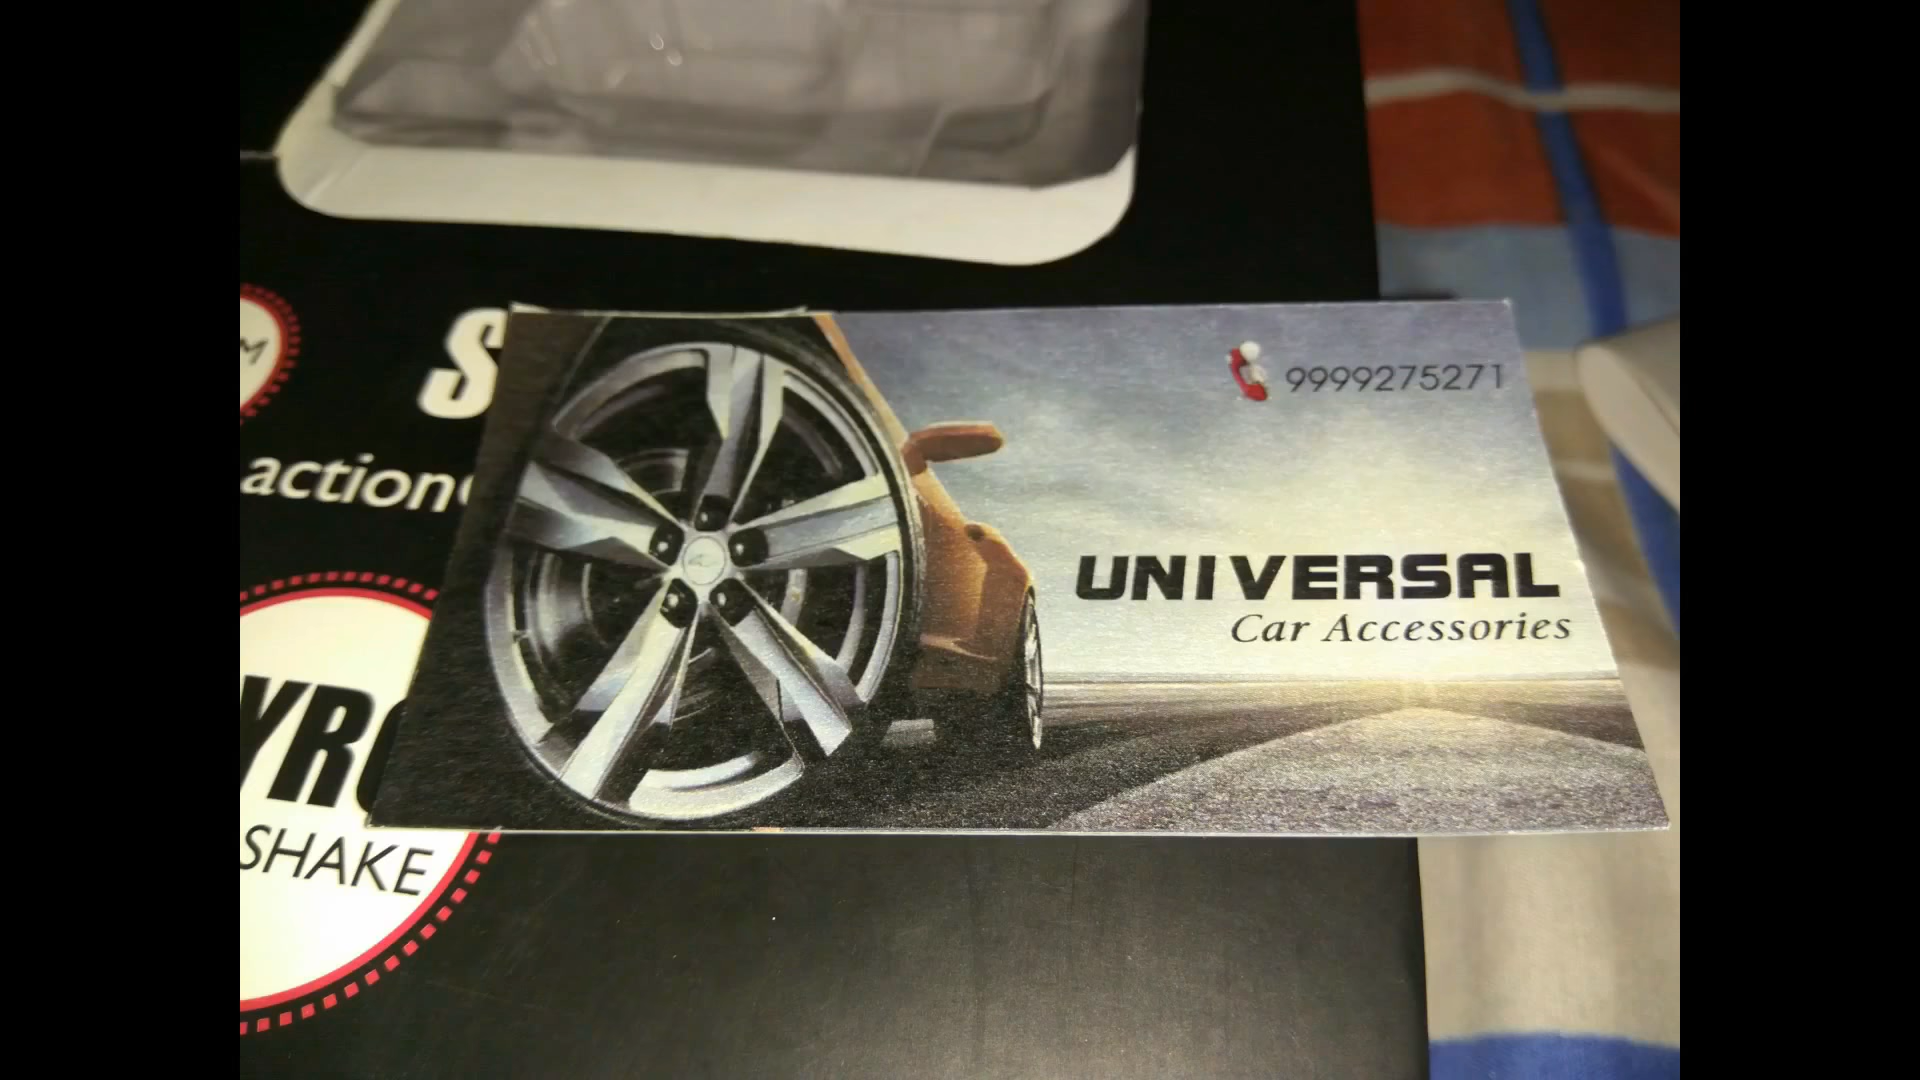 S
action
9999275271
UNIVERSAL
Car Accessories
SHAKE